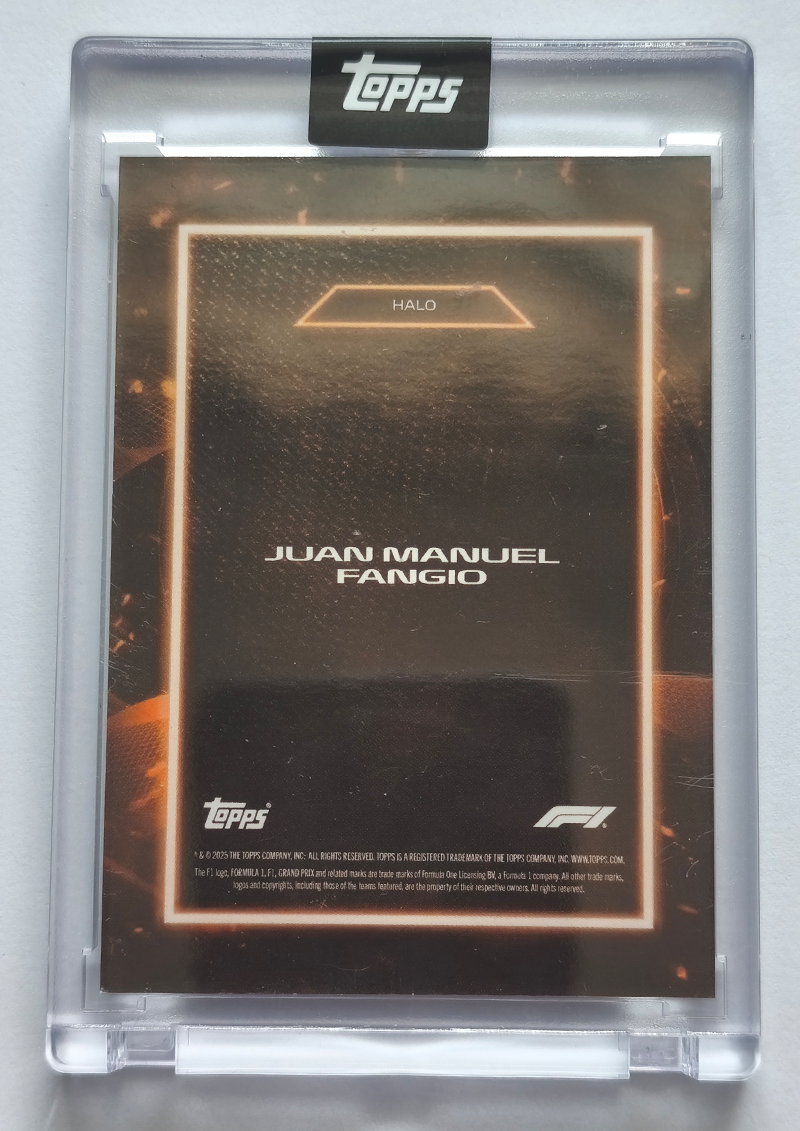 Topps
HALO
JUAN MANUEL
FANGIO
Topps®
F1®
® & © 2025 THE TOPPS COMPANY, INC. ALL RIGHTS RESERVED. TOPPS IS A REGISTERED TRADEMARK OF THE TOPPS COMPANY, INC. WWW.TOPPS.COM.
The F1 logo, FORMULA 1, F1, GRAND PRIX and related marks are trade marks of Formula One Licensing BV, a Formula 1 company. All other trade marks,
logos and copyrights, including those of the teams featured, are the property of their respective owners. All rights reserved.